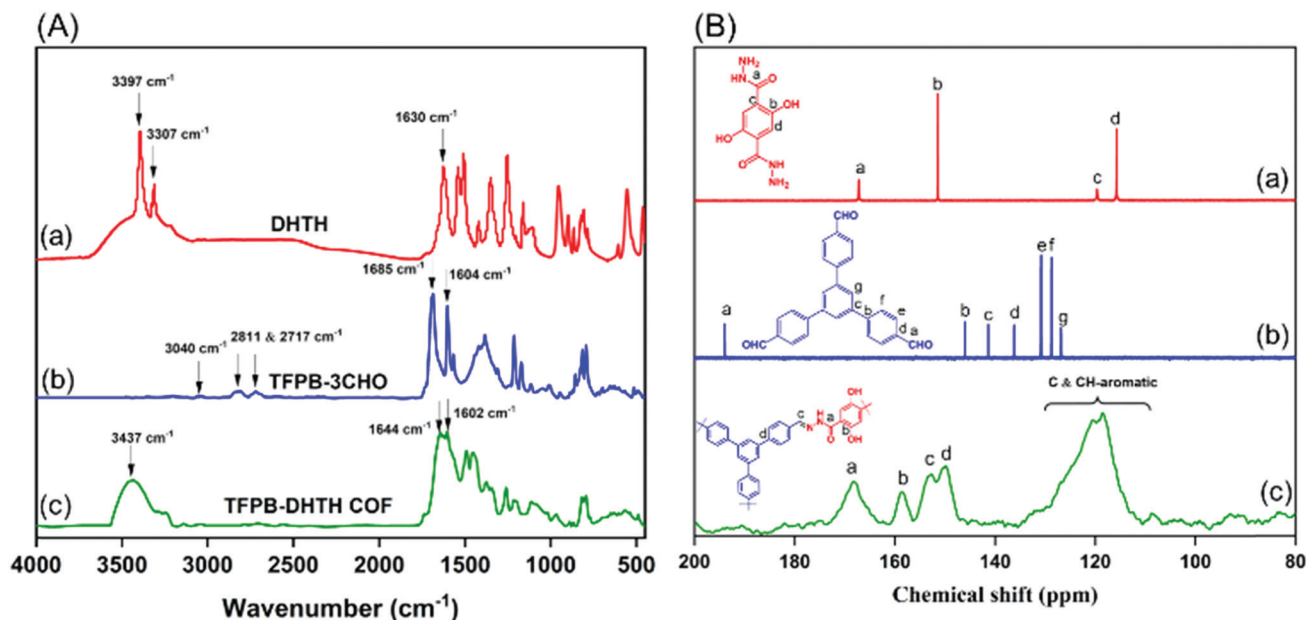 (A)
3397 cm⁻¹
3307 cm⁻¹
1630 cm⁻¹
(a)
DHTH
1685 cm⁻¹
1604 cm⁻¹
3040 cm⁻¹
2811 & 2717 cm⁻¹
(b)
TFPB-3CHO
1644 cm⁻¹
1602 cm⁻¹
3437 cm⁻¹
(c)
TFPB-DHTH COF
4000 3500 3000 2500 2000 1500 1000 500
Wavenumber (cm⁻¹)
(B)
NH₂
NH
a
O
c
b
OH
d
HO
O
NH
NH₂
a
b
c
d
(a)
CHO
g
c
f
b
e
d
a
OHC
CHO
a
b
c
d
e f
g
(b)
C & CH-aromatic
OH
c
H
N
N
a
O
b
OH
d
a
b
c
d
(c)
200 180 160 140 120 100 80
Chemical shift (ppm)